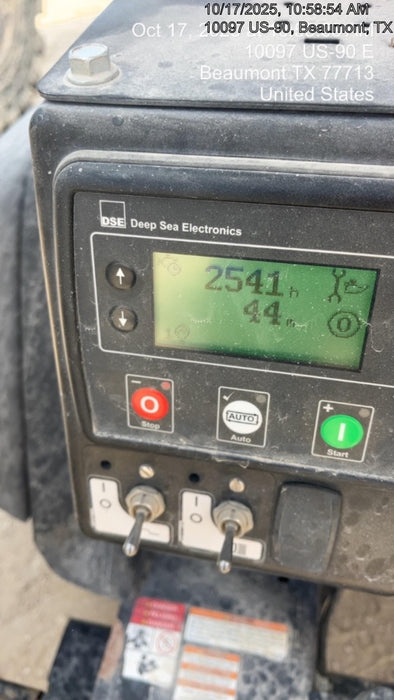 10/17/2025, 10:58:54 AM
10097 US-90, Beaumont, TX
Oct 17, 
10097 US-90 E
Beaumont TX 77713
United States
DSE Deep Sea Electronics
2541 h
44 m
0
− +
O AUTO I
Stop Auto Start
I I
O O